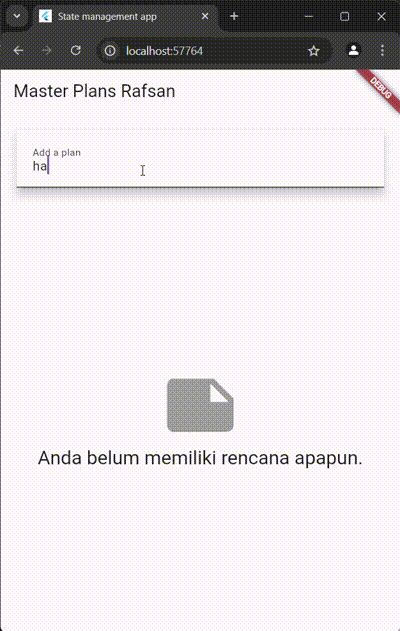 State management app
localhost:57764
DEBUG
Master Plans Rafsan
Add a plan
ha
Anda belum memiliki rencana apapun.